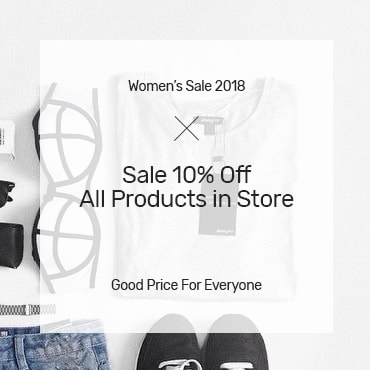 Women's Sale 2018
Sale 10% Off
All Products in Store
Good Price For Everyone